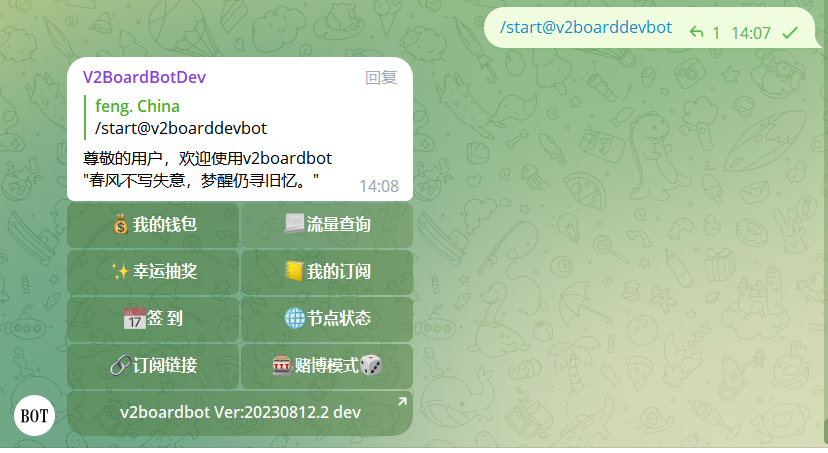 /start@v2boarddevbot 1 14:07
V2BoardBotDev 回复
feng. China
/start@v2boarddevbot
尊敬的用户，欢迎使用v2boardbot
"春风不写失意，梦醒仍寻旧忆。"
14:08
💰我的钱包 📃流量查询
✨幸运抽奖 📒我的订阅
📅签 到 🌐节点状态
🔗订阅链接 🎰赌博模式🎲
BOT v2boardbot Ver:20230812.2 dev